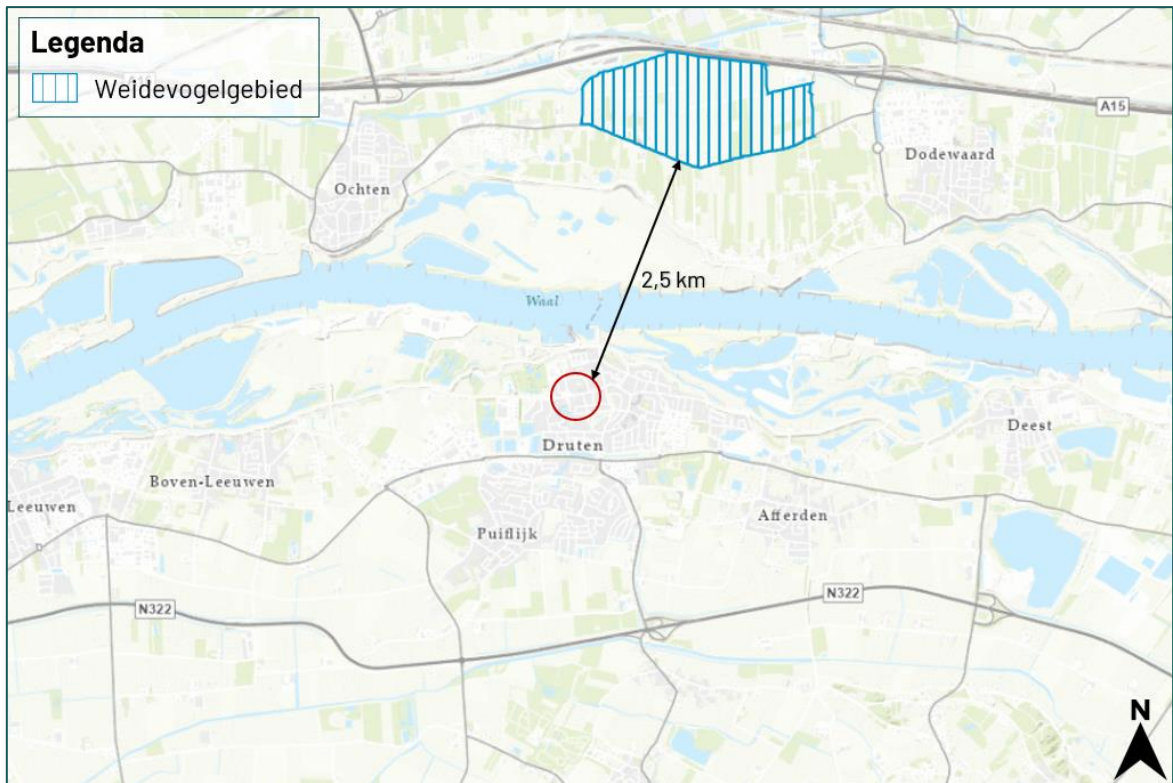 Legenda
Weidevogelgebied
A15
Dodewaard
Ochten
2,5 km
Waal
Druten
Deest
Boven-Leeuwen
Leeuwen
Afferden
Puiflijk
N322
N322
N